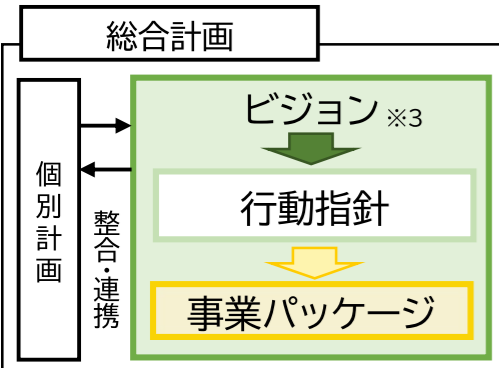 総合計画
個別計画
整合・連携
ビジョン※3
行動指針
事業パッケージ